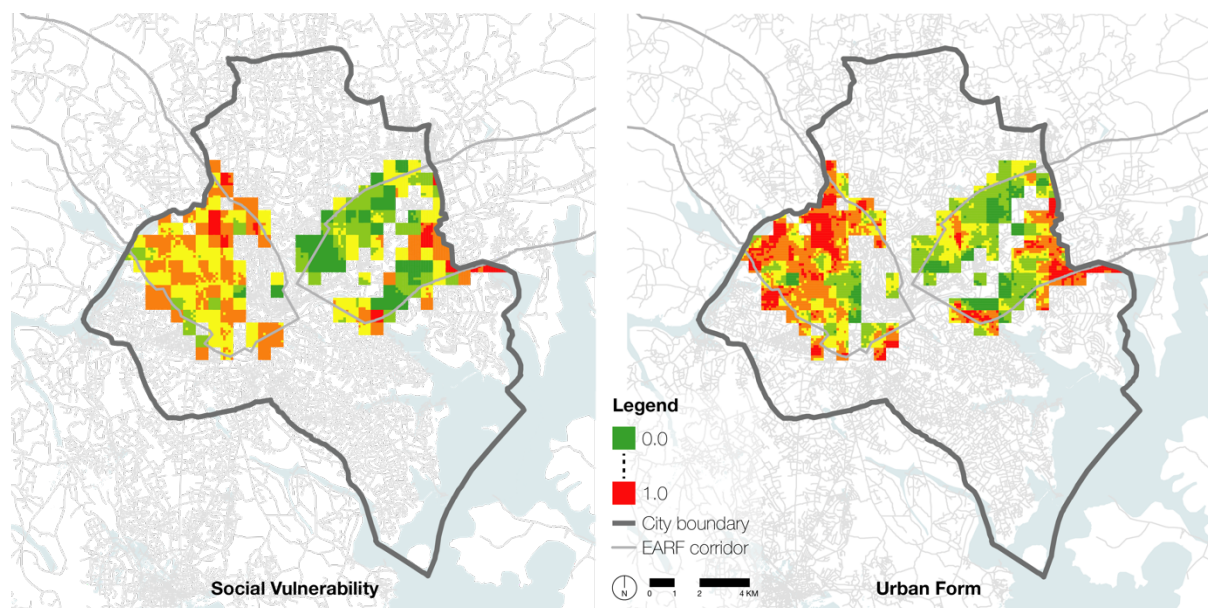 Legend
0.0
1.0
City boundary
EARF corridor
N
0 1 2 4 KM
Social Vulnerability
Urban Form